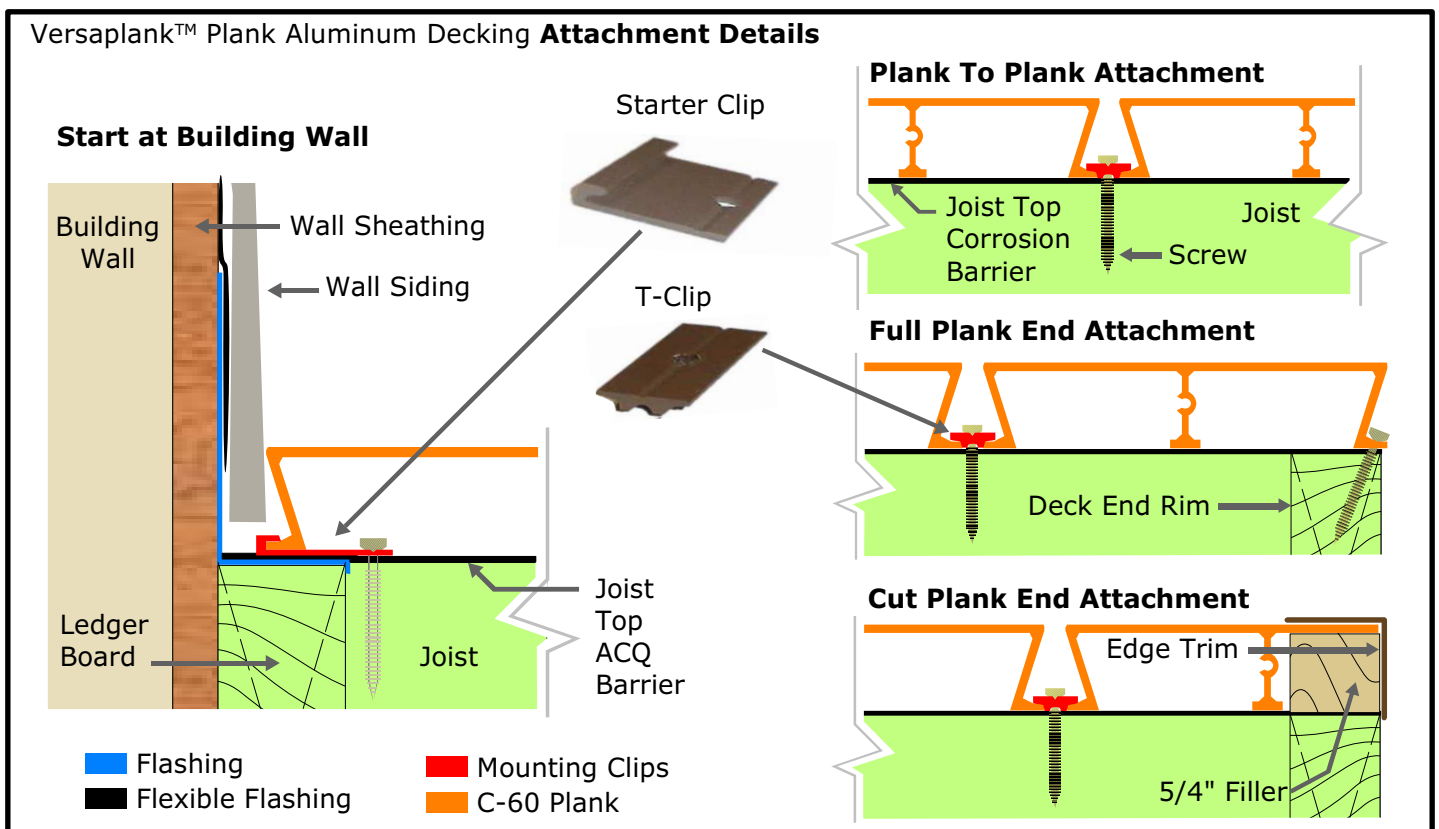 Versaplank™ Plank Aluminum Decking Attachment Details
Start at Building Wall
Building
Wall
Wall Sheathing
Wall Siding
Ledger
Board
Joist
Joist
Top
ACQ
Barrier
Starter Clip
T-Clip
Plank To Plank Attachment
Joist Top
Corrosion
Barrier
Joist
Screw
Full Plank End Attachment
Deck End Rim
Cut Plank End Attachment
Edge Trim
5/4" Filler
Flashing
Flexible Flashing
Mounting Clips
C-60 Plank